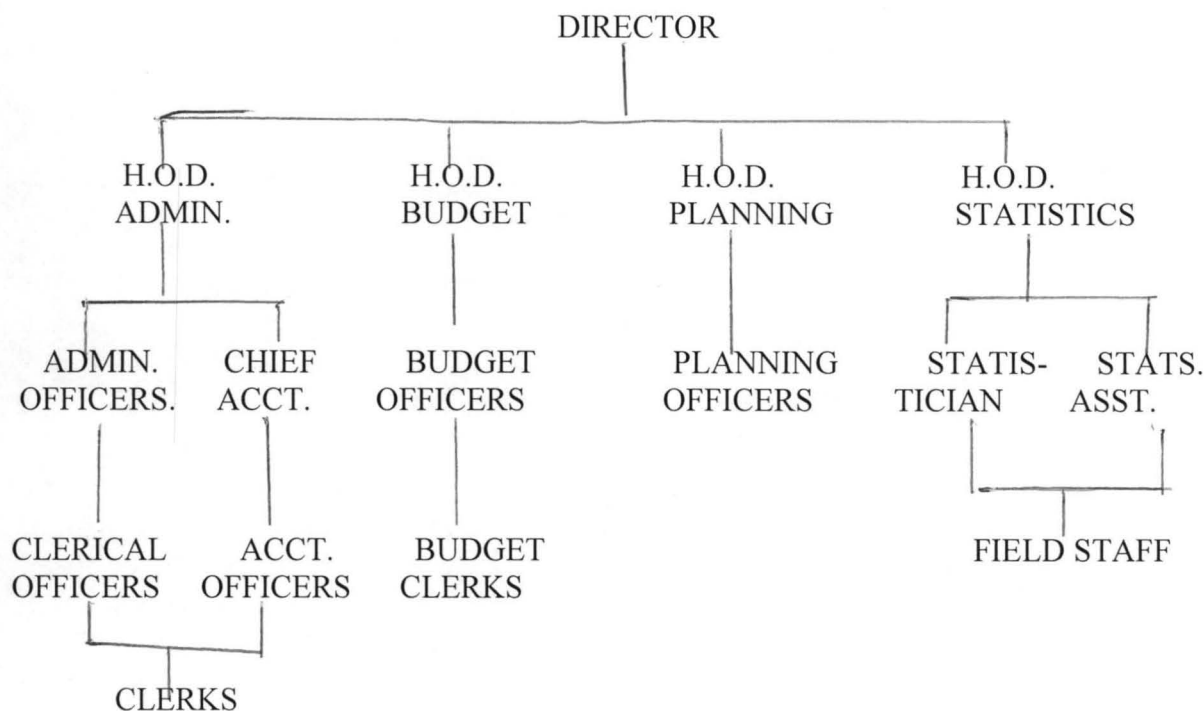 DIRECTOR
H.O.D. H.O.D. H.O.D. H.O.D.
ADMIN. BUDGET PLANNING STATISTICS
ADMIN. CHIEF BUDGET PLANNING STATIS- STATS.
OFFICERS. ACCT. OFFICERS OFFICERS TICIAN ASST.
CLERICAL ACCT. BUDGET FIELD STAFF
OFFICERS OFFICERS CLERKS
CLERKS